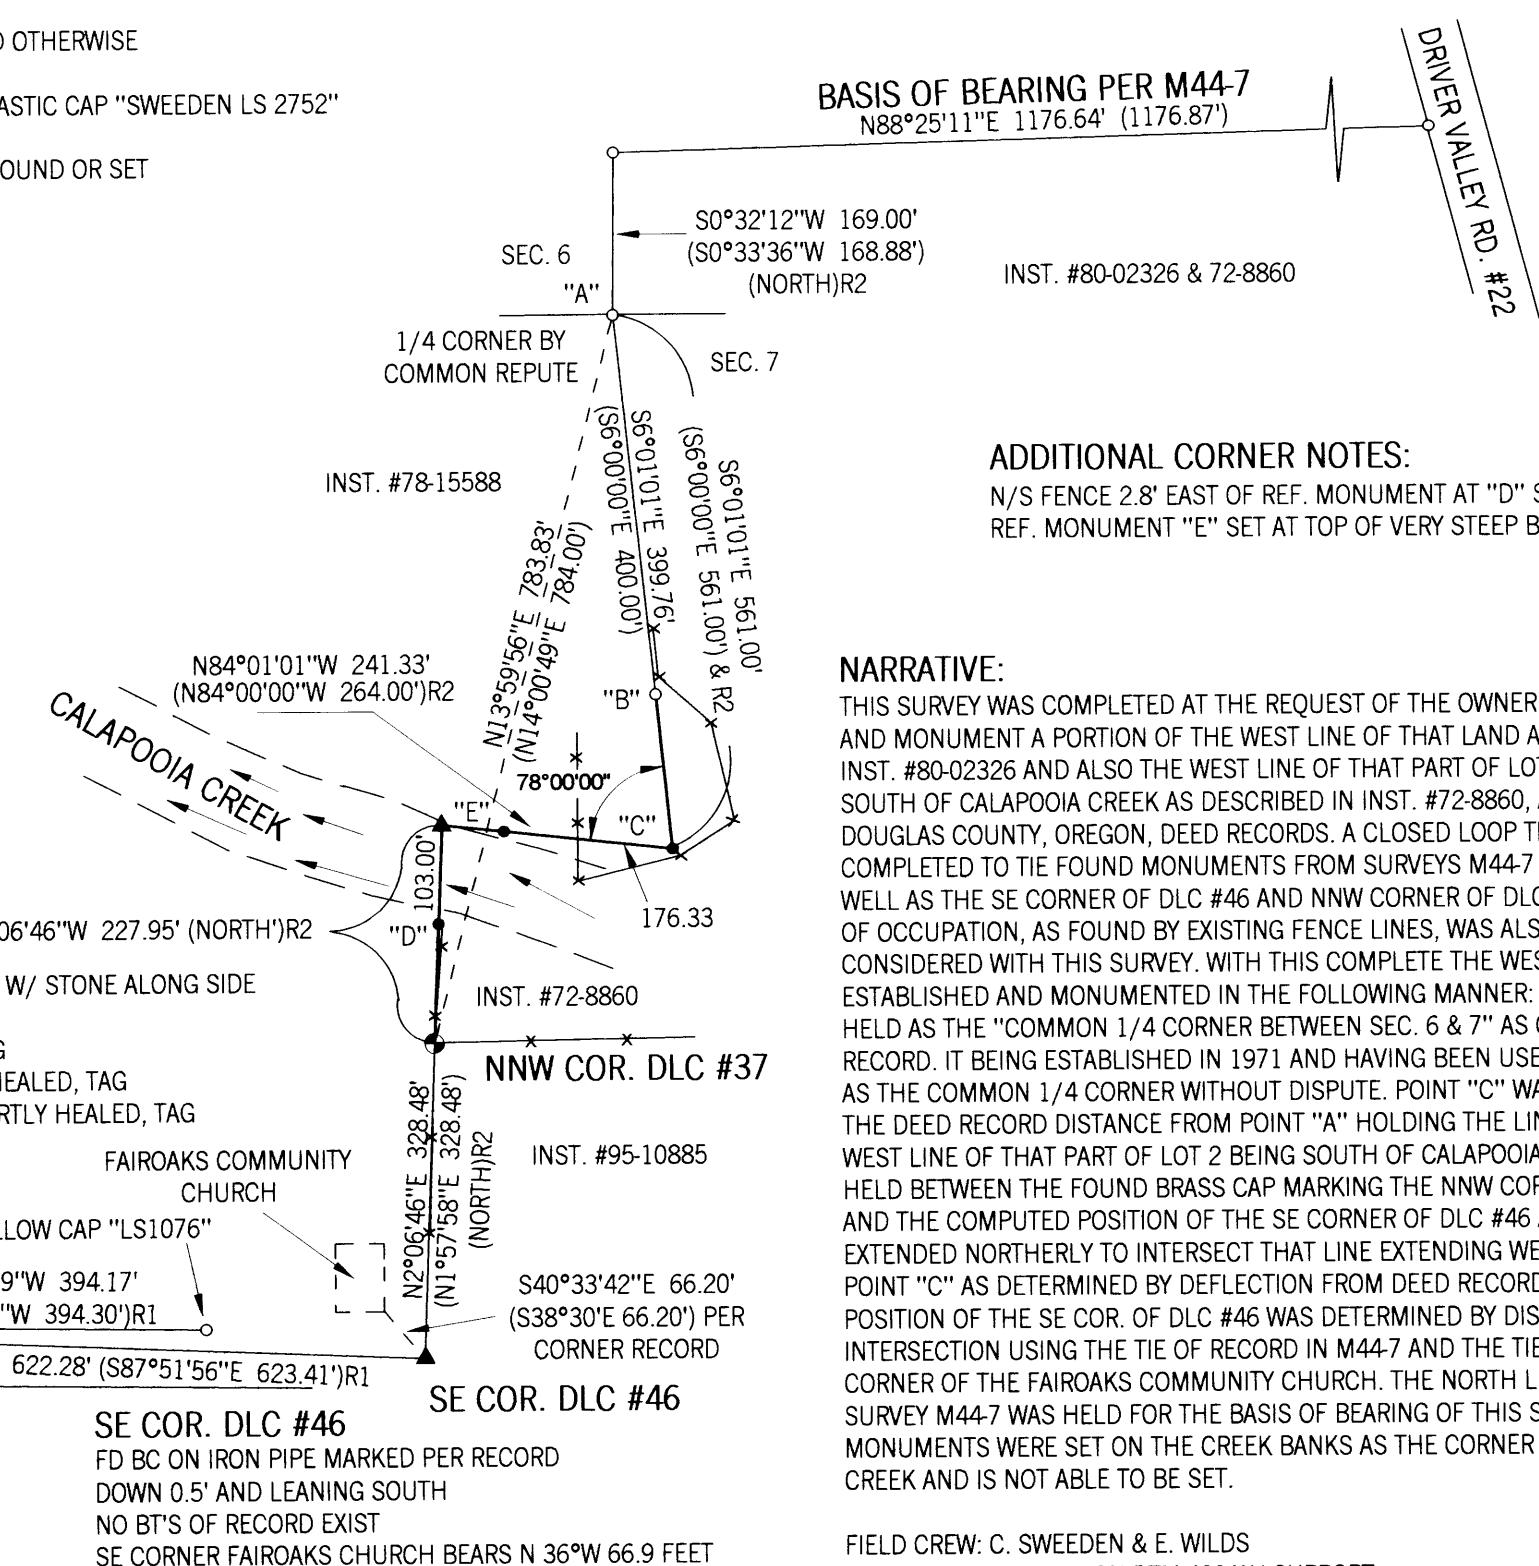 D OTHERWISE
ASTIC CAP "SWEEDEN LS 2752"
OUND OR SET
BASIS OF BEARING PER M44-7
N88°25'11"E 1176.64' (1176.87')
DRIVER VALLEY RD. #22
S0°32'12"W 169.00'
(S0°33'36"W 168.88')
(NORTH)R2
SEC. 6
"A"
INST. #80-02326 & 72-8860
1/4 CORNER BY
COMMON REPUTE
SEC. 7
S6°01'01"E 399.76'
(S6°00'00"E 400.00')
S6°01'01"E 561.00'
(S6°00'00"E 561.00') & R2
INST. #78-15588
N13°59'56"E 783.83'
(N14°00'49"E 784.00')
ADDITIONAL CORNER NOTES:
N/S FENCE 2.8' EAST OF REF. MONUMENT AT "D" S
REF. MONUMENT "E" SET AT TOP OF VERY STEEP B
N84°01'01"W 241.33'
(N84°00'00"W 264.00')R2
"B"
CALAPOOIA CREEK
78°00'00"
"E"
"C"
103.00'
176.33
"D"
06'46"W 227.95' (NORTH')R2
W/ STONE ALONG SIDE
INST. #72-8860
G
HEALED, TAG
RTLY HEALED, TAG
NNW COR. DLC #37
N2°06'46"E 328.48'
(N1°57'58"E 328.48')
(NORTH)R2
INST. #95-10885
FAIROAKS COMMUNITY
CHURCH
LLOW CAP "LS1076"
9"W 394.17'
"W 394.30')R1
S40°33'42"E 66.20'
(S38°30'E 66.20') PER
CORNER RECORD
622.28' (S87°51'56"E 623.41')R1
SE COR. DLC #46
SE COR. DLC #46
FD BC ON IRON PIPE MARKED PER RECORD
DOWN 0.5' AND LEANING SOUTH
NO BT'S OF RECORD EXIST
SE CORNER FAIROAKS CHURCH BEARS N 36°W 66.9 FEET
NARRATIVE:
THIS SURVEY WAS COMPLETED AT THE REQUEST OF THE OWNER
AND MONUMENT A PORTION OF THE WEST LINE OF THAT LAND A
INST. #80-02326 AND ALSO THE WEST LINE OF THAT PART OF LOT
SOUTH OF CALAPOOIA CREEK AS DESCRIBED IN INST. #72-8860,
DOUGLAS COUNTY, OREGON, DEED RECORDS. A CLOSED LOOP T
COMPLETED TO TIE FOUND MONUMENTS FROM SURVEYS M44-7
WELL AS THE SE CORNER OF DLC #46 AND NNW CORNER OF DLC
OF OCCUPATION, AS FOUND BY EXISTING FENCE LINES, WAS ALS
CONSIDERED WITH THIS SURVEY. WITH THIS COMPLETE THE WES
ESTABLISHED AND MONUMENTED IN THE FOLLOWING MANNER:
HELD AS THE "COMMON 1/4 CORNER BETWEEN SEC. 6 & 7" AS
RECORD. IT BEING ESTABLISHED IN 1971 AND HAVING BEEN USE
AS THE COMMON 1/4 CORNER WITHOUT DISPUTE. POINT "C" WA
THE DEED RECORD DISTANCE FROM POINT "A" HOLDING THE LIN
WEST LINE OF THAT PART OF LOT 2 BEING SOUTH OF CALAPOOIA
HELD BETWEEN THE FOUND BRASS CAP MARKING THE NNW COR
AND THE COMPUTED POSITION OF THE SE CORNER OF DLC #46
EXTENDED NORTHERLY TO INTERSECT THAT LINE EXTENDING WE
POINT "C" AS DETERMINED BY DEFLECTION FROM DEED RECORD
POSITION OF THE SE COR. OF DLC #46 WAS DETERMINED BY DIS
INTERSECTION USING THE TIE OF RECORD IN M44-7 AND THE TIE
CORNER OF THE FAIROAKS COMMUNITY CHURCH. THE NORTH L
SURVEY M44-7 WAS HELD FOR THE BASIS OF BEARING OF THIS S
MONUMENTS WERE SET ON THE CREEK BANKS AS THE CORNER
CREEK AND IS NOT ABLE TO BE SET.
FIELD CREW: C. SWEEDEN & E. WILDS